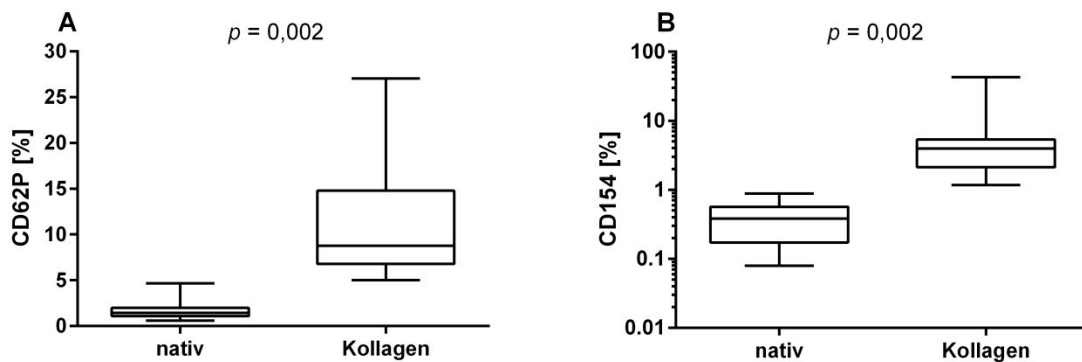 A
p = 0,002
CD62P [%]
30
25
20
15
10
5
0
nativ Kollagen
B
p = 0,002
CD154 [%]
100
10
1
0.1
0.01
nativ Kollagen